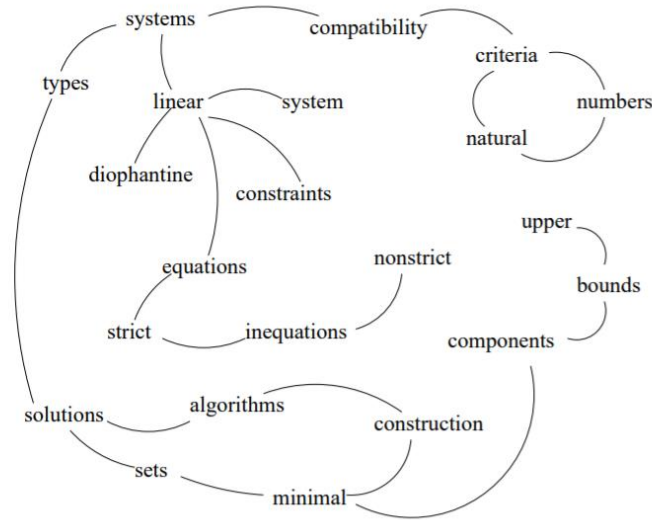 systems
compatibility
criteria
types
linear
system
numbers
natural
diophantine
constraints
upper
equations
nonstrict
bounds
strict
inequations
components
solutions
algorithms
construction
sets
minimal